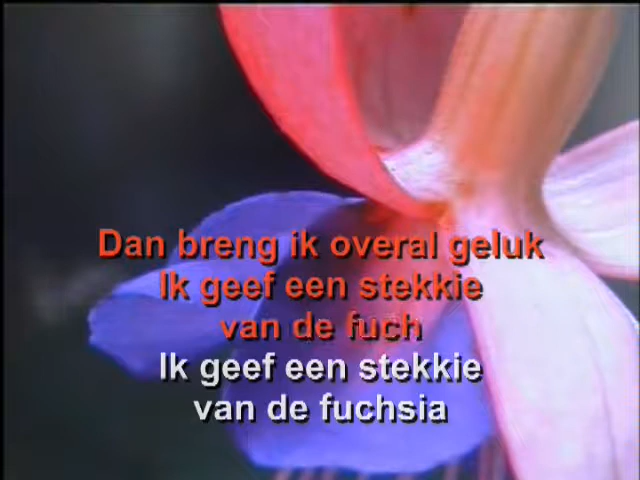 Dan breng ik overal geluk
Ik geef een stekkie
van de fuch
Ik geef een stekkie
van de fuchsia